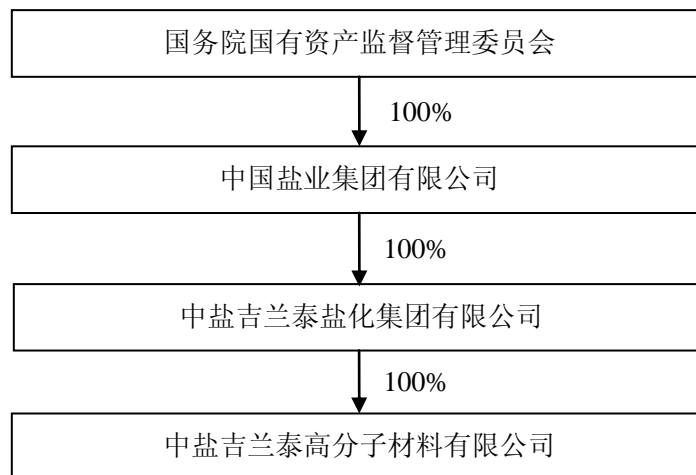 国务院国有资产监督管理委员会
100%
中国盐业集团有限公司
100%
中盐吉兰泰盐化集团有限公司
100%
中盐吉兰泰高分子材料有限公司